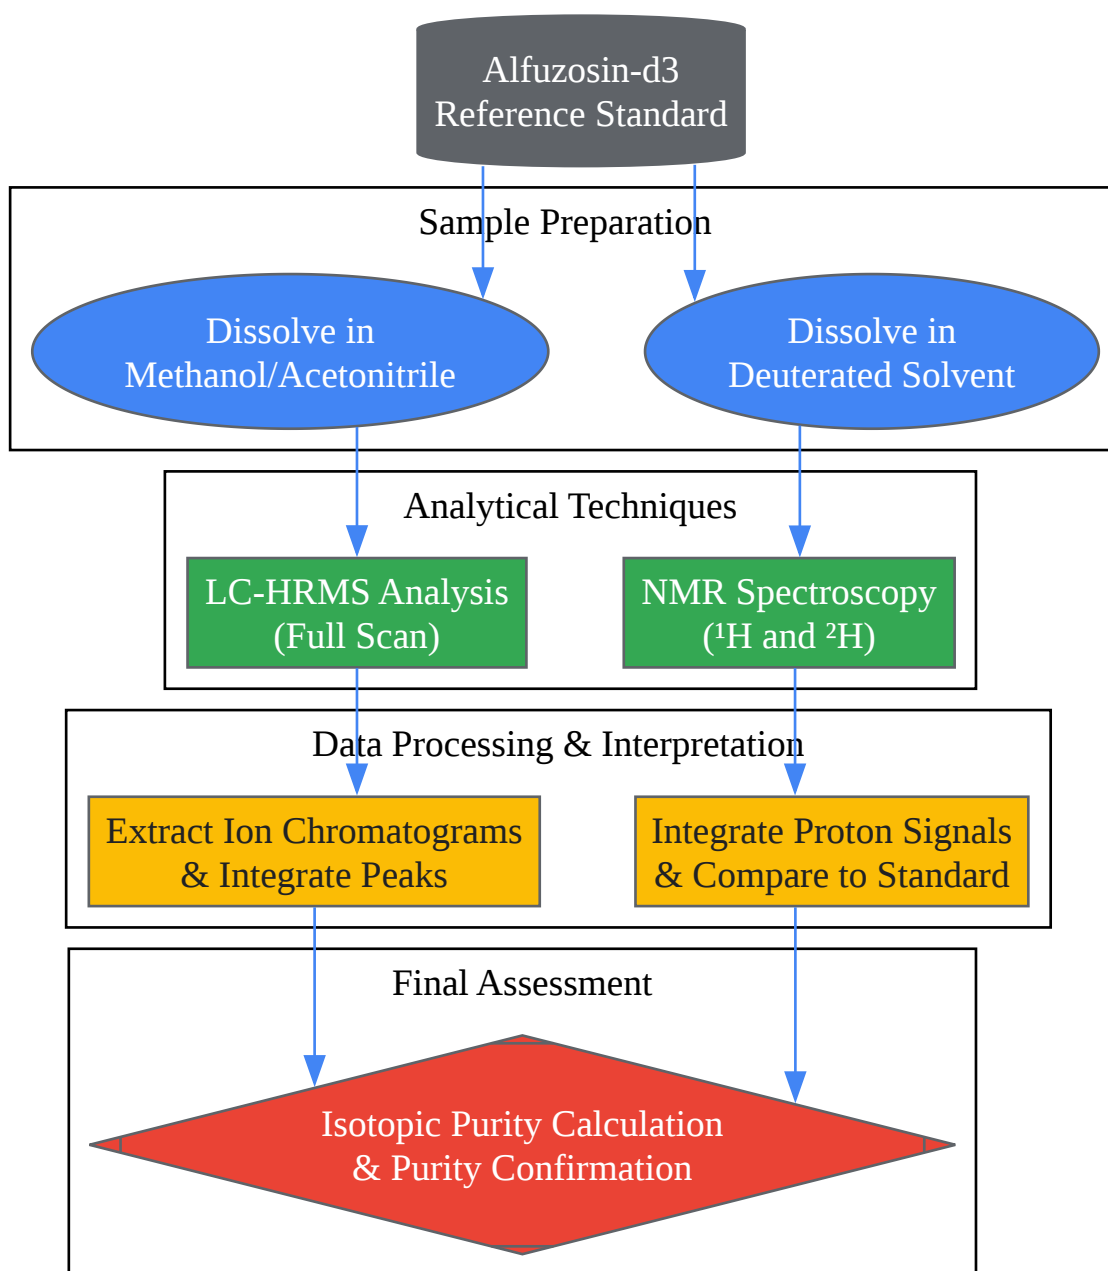 Alfuzosin-d3
Reference Standard
Sample Preparation
Dissolve in
Methanol/Acetonitrile
Dissolve in
Deuterated Solvent
Analytical Techniques
LC-HRMS Analysis
(Full Scan)
NMR Spectroscopy
(¹H and ²H)
Data Processing & Interpretation
Extract Ion Chromatograms
& Integrate Peaks
Integrate Proton Signals
& Compare to Standard
Final Assessment
Isotopic Purity Calculation
& Purity Confirmation